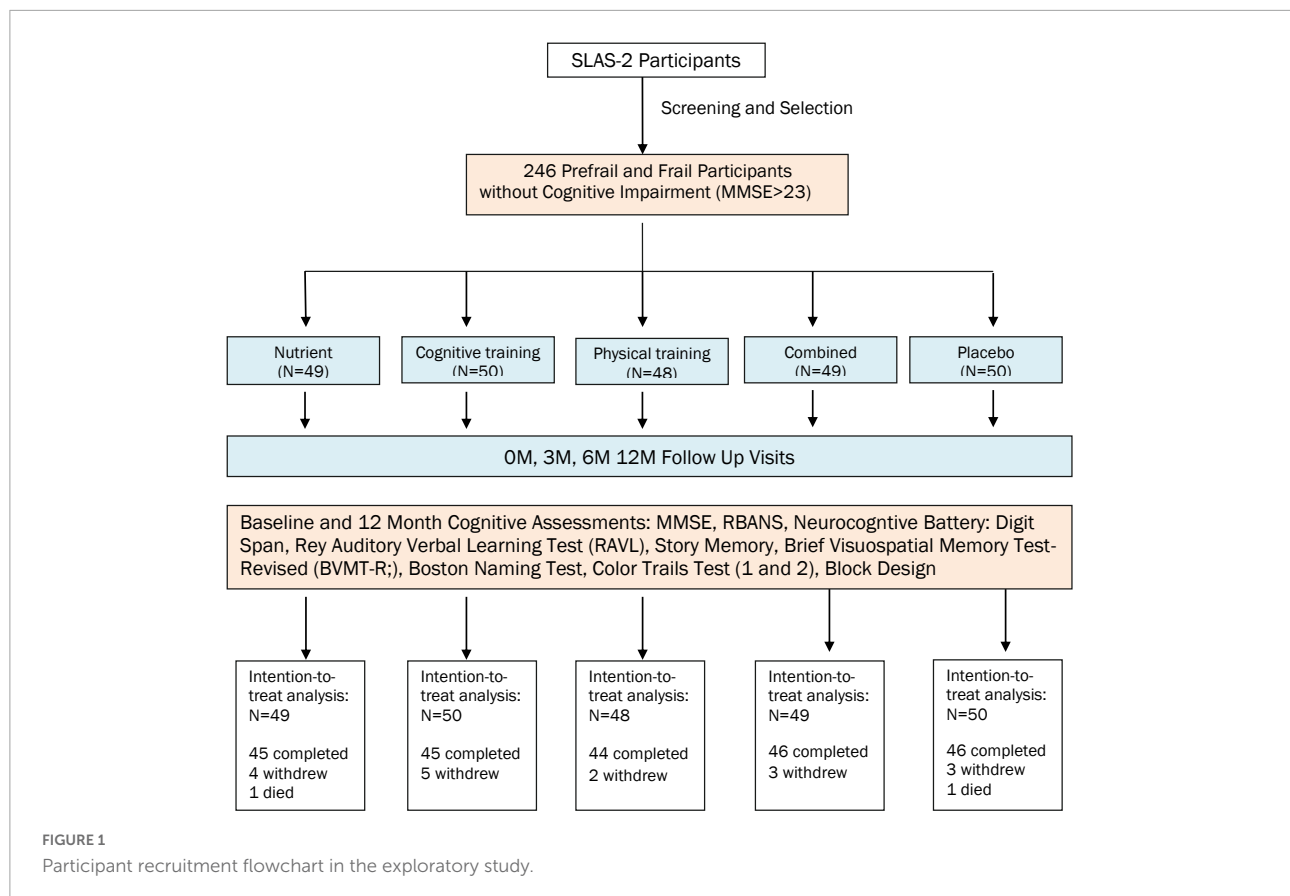 SLAS-2 Participants
Screening and Selection
246 Prefrail and Frail Participants
without Cognitive Impairment (MMSE>23)
Nutrient
(N=49)
Cognitive training
(N=50)
Physical training
(N=48)
Combined
(N=49)
Placebo
(N=50)
0M, 3M, 6M 12M Follow Up Visits
Baseline and 12 Month Cognitive Assessments: MMSE, RBANS, Neurocogntive Battery: Digit
Span, Rey Auditory Verbal Learning Test (RAVL), Story Memory, Brief Visuospatial Memory Test-
Revised (BVMT-R;), Boston Naming Test, Color Trails Test (1 and 2), Block Design
Intention-to-
treat analysis:
N=49
45 completed
4 withdrew
1 died
Intention-to-
treat analysis:
N=50
45 completed
5 withdrew
Intention-to-
treat analysis:
N=48
44 completed
2 withdrew
Intention-to-
treat analysis:
N=49
46 completed
3 withdrew
Intention-to-
treat analysis:
N=50
46 completed
3 withdrew
1 died
FIGURE 1
Participant recruitment flowchart in the exploratory study.